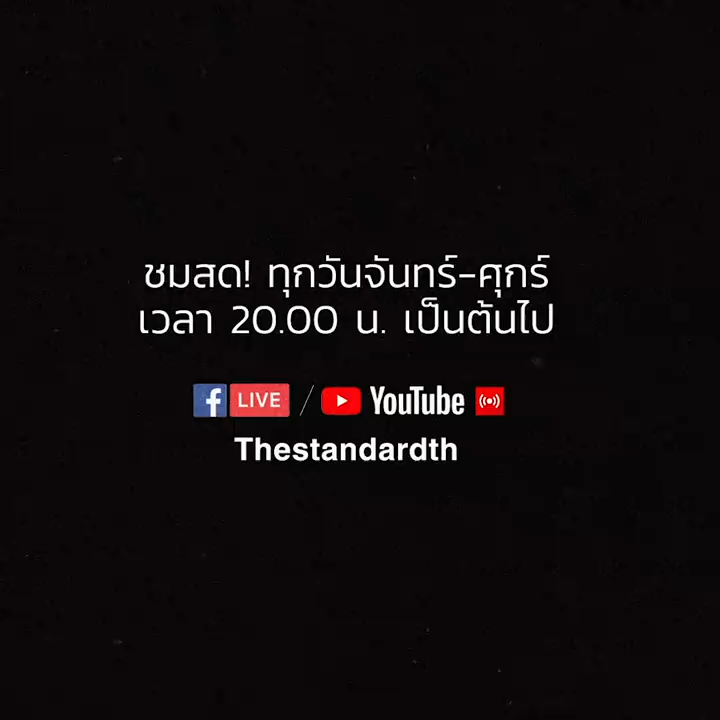 ชมสด! ทุกวันจันทร์-ศุกร์
เวลา 20.00 น. เป็นต้นไป
f LIVE / YouTube
Thestandardth